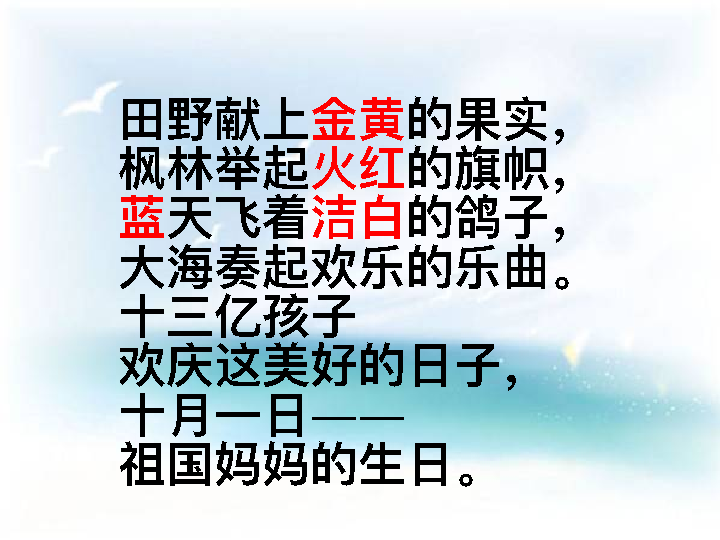 田野献上金黄的果实，
枫林举起火红的旗帜，
蓝天飞着洁白的鸽子，
大海奏起欢乐的乐曲。
十三亿孩子
欢庆这美好的日子，
十月一日——
祖国妈妈的生日。